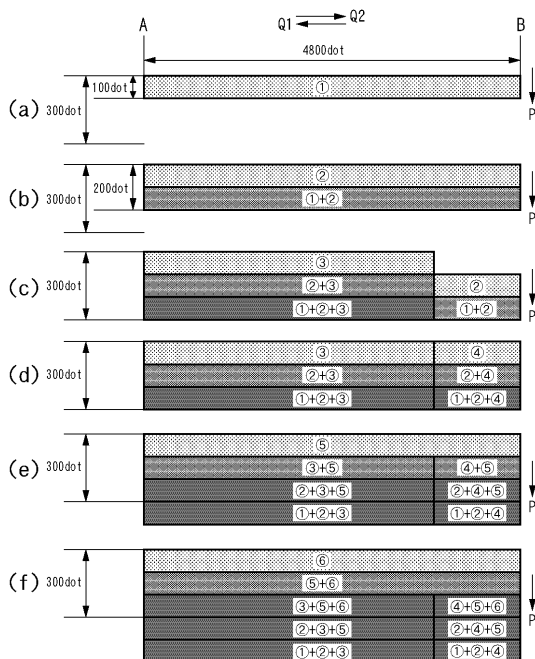 A Q1 Q2 B
4800dot
(a) 300dot 100dot ① P
(b) 300dot 200dot ② P
①+②
(c) 300dot ③ P
②+③ ②
①+②+③ ①+②
(d) 300dot ③ ④
②+③ ②+④
①+②+③ ①+②+④
(e) 300dot ⑤ P
③+⑤ ④+⑤
②+③+⑤ ②+④+⑤
①+②+③ ①+②+④
(f) 300dot ⑥ P
⑤+⑥
③+⑤+⑥ ④+⑤+⑥
②+③+⑤ ②+④+⑤
①+②+③ ①+②+④